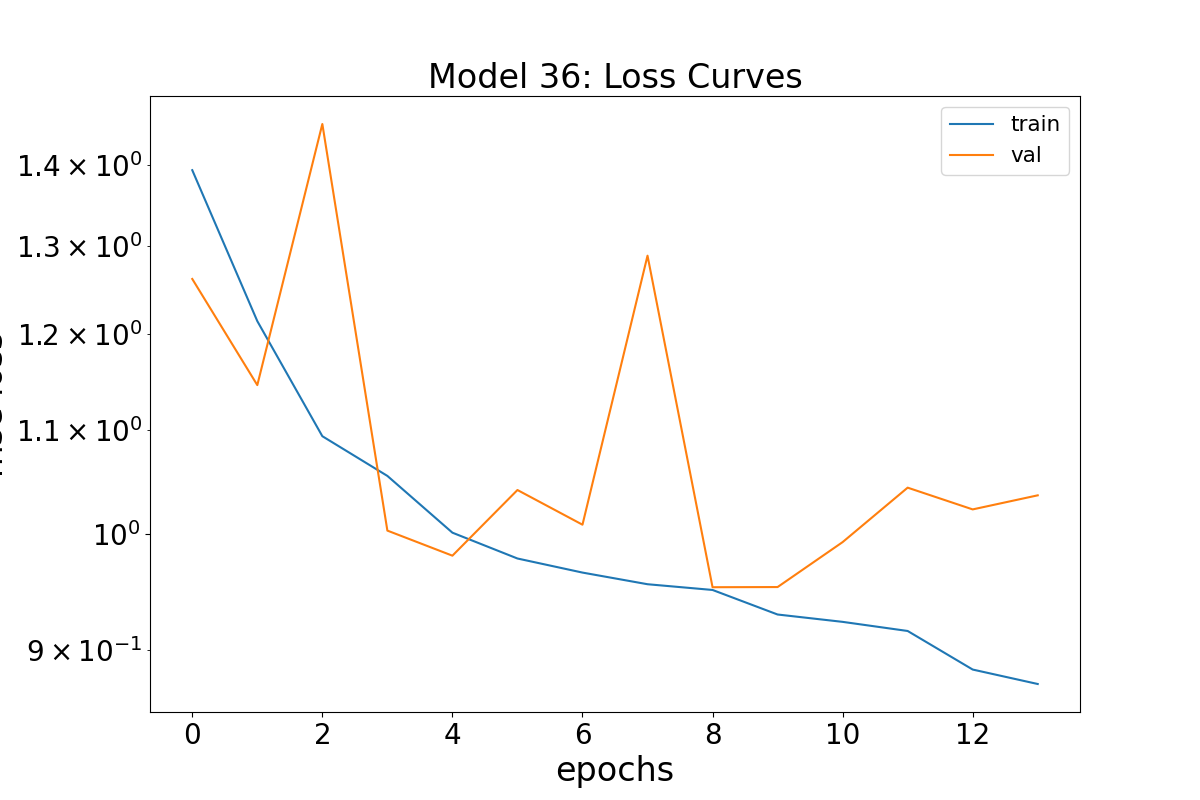 Model 36: Loss Curves
train
val
1.4 × 10⁰
1.3 × 10⁰
1.2 × 10⁰
1.1 × 10⁰
10⁰
9 × 10⁻¹
0 2 4 6 8 10 12
epochs